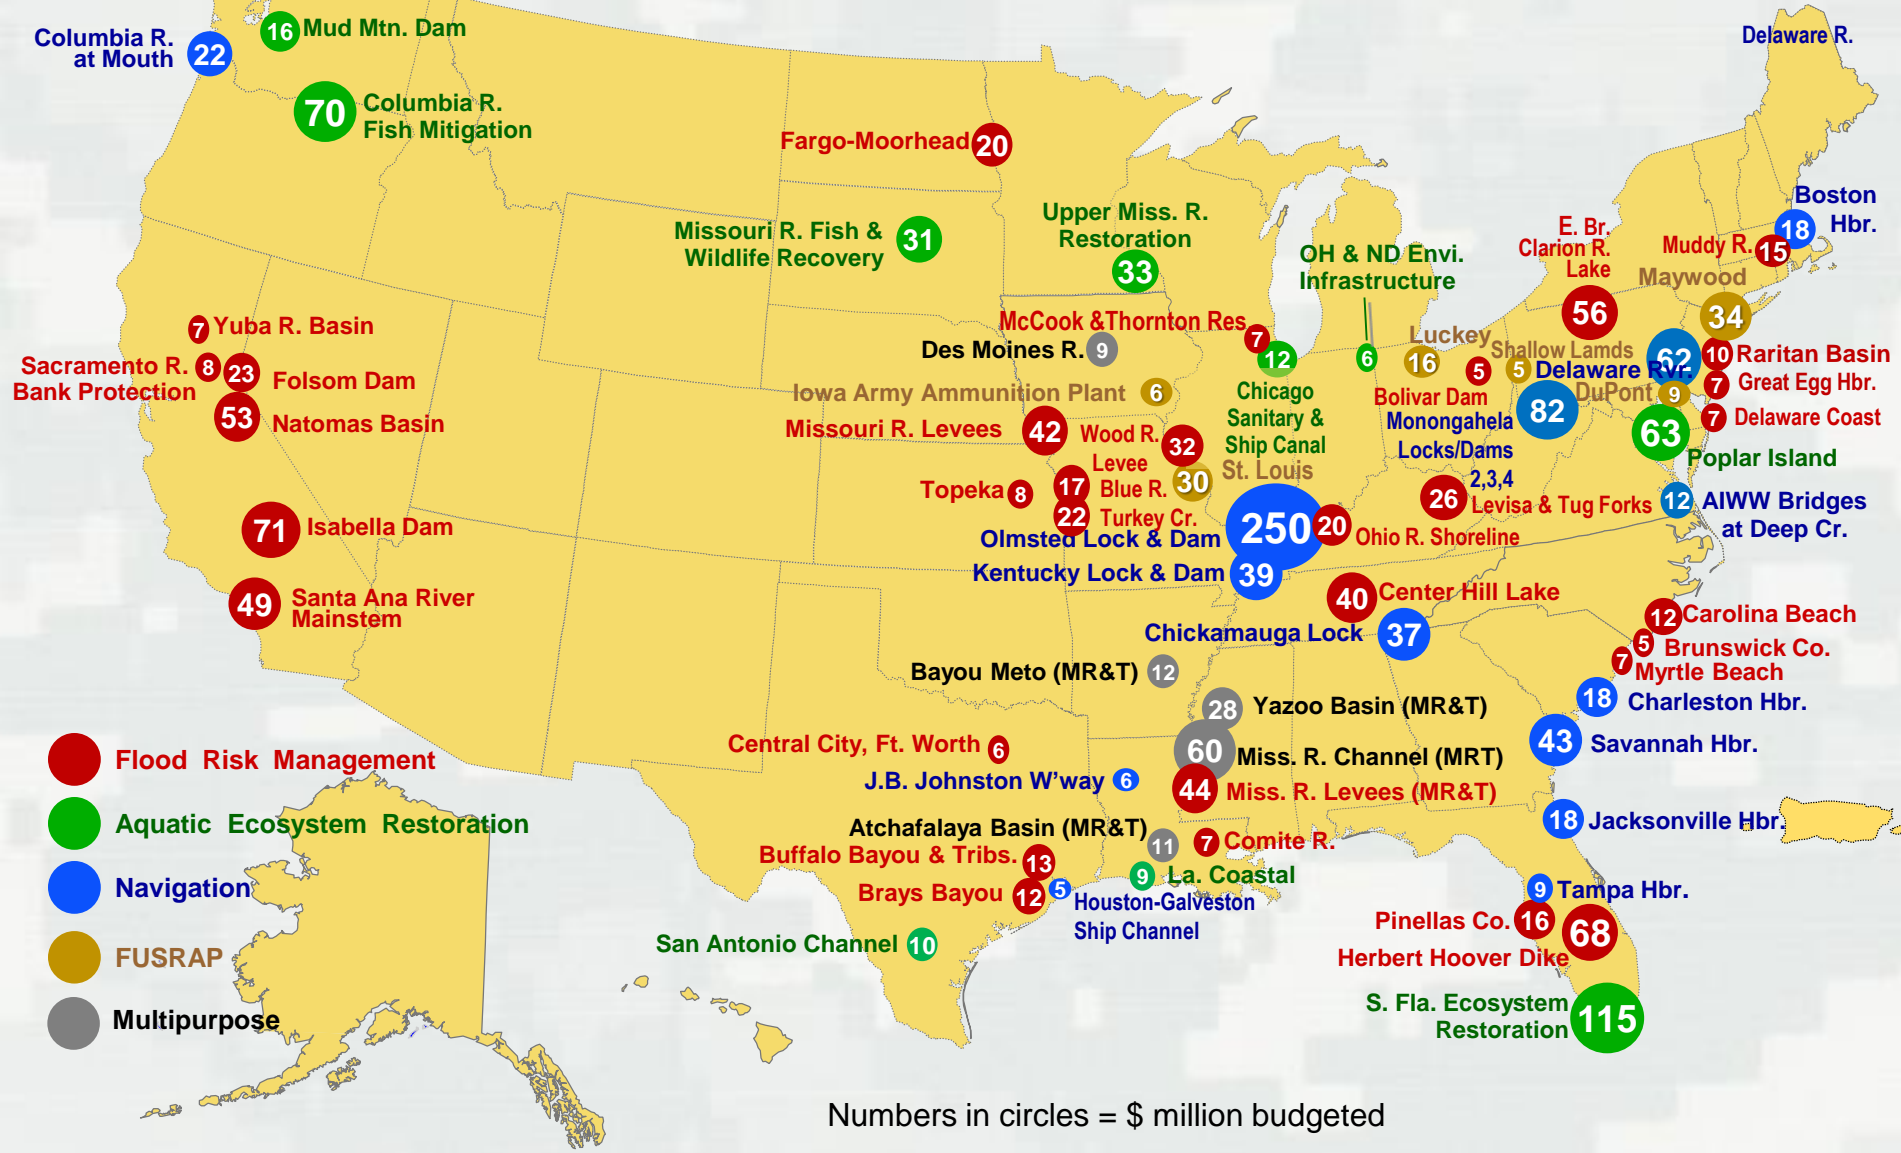 Columbia R.
at Mouth
22
16
Mud Mtn. Dam
70
Columbia R.
Fish Mitigation
Fargo-Moorhead
20
Delaware R.
Missouri R. Fish &
Wildlife Recovery
31
Upper Miss. R.
Restoration
33
OH & ND Envi.
Infrastructure
6
E. Br.
Clarion R.
Lake
56
Boston
Hbr.
18
Muddy R.
15
Maywood
34
7
Yuba R. Basin
Sacramento R.
Bank Protection
8
23
Folsom Dam
53
Natomas Basin
McCook &Thornton Res
7
Des Moines R.
9
12
Chicago
Sanitary &
Ship Canal
Iowa Army Ammunition Plant
6
Luckey
16
Shallow Lamds
5
62
Delaware Rvr.
10
Raritan Basin
5
Bolivar Dam
DuPont
9
7
Great Egg Hbr.
7
Delaware Coast
Monongahela
Locks/Dams
2,3,4
82
63
Poplar Island
Missouri R. Levees
42
Wood R.
Levee
32
St. Louis
30
Topeka
8
17
Blue R.
22
Turkey Cr.
26
Levisa & Tug Forks
12
AIWW Bridges
at Deep Cr.
71
Isabella Dam
Olmsted Lock & Dam
250
20
Ohio R. Shoreline
Kentucky Lock & Dam
39
49
Santa Ana River
Mainstem
40
Center Hill Lake
Chickamauga Lock
37
12
Carolina Beach
5
Brunswick Co.
7
Myrtle Beach
Bayou Meto (MR&T)
12
18
Charleston Hbr.
28
Yazoo Basin (MR&T)
43
Savannah Hbr.
Central City, Ft. Worth
6
60
Miss. R. Channel (MRT)
J.B. Johnston W'way
6
44
Miss. R. Levees (MR&T)
18
Jacksonville Hbr.
Atchafalaya Basin (MR&T)
11
7
Comite R.
Buffalo Bayou & Tribs.
13
9
La. Coastal
Brays Bayou
12
5
Houston-Galveston
Ship Channel
9
Tampa Hbr.
Pinellas Co.
16
68
Herbert Hoover Dike
San Antonio Channel
10
S. Fla. Ecosystem
Restoration
115
Flood Risk Management
Aquatic Ecosystem Restoration
Navigation
FUSRAP
Multipurpose
Numbers in circles = $ million budgeted